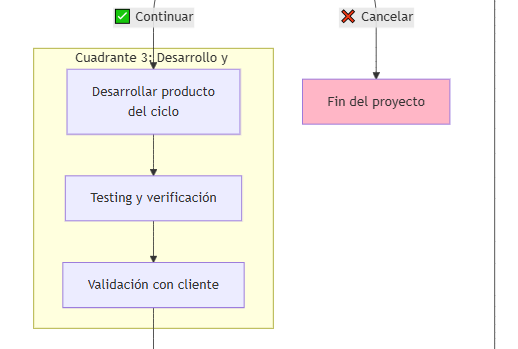 ✅ Continuar
❌ Cancelar
Cuadrante 3: Desarrollo y
Desarrollar producto
del ciclo
Fin del proyecto
Testing y verificación
Validación con cliente